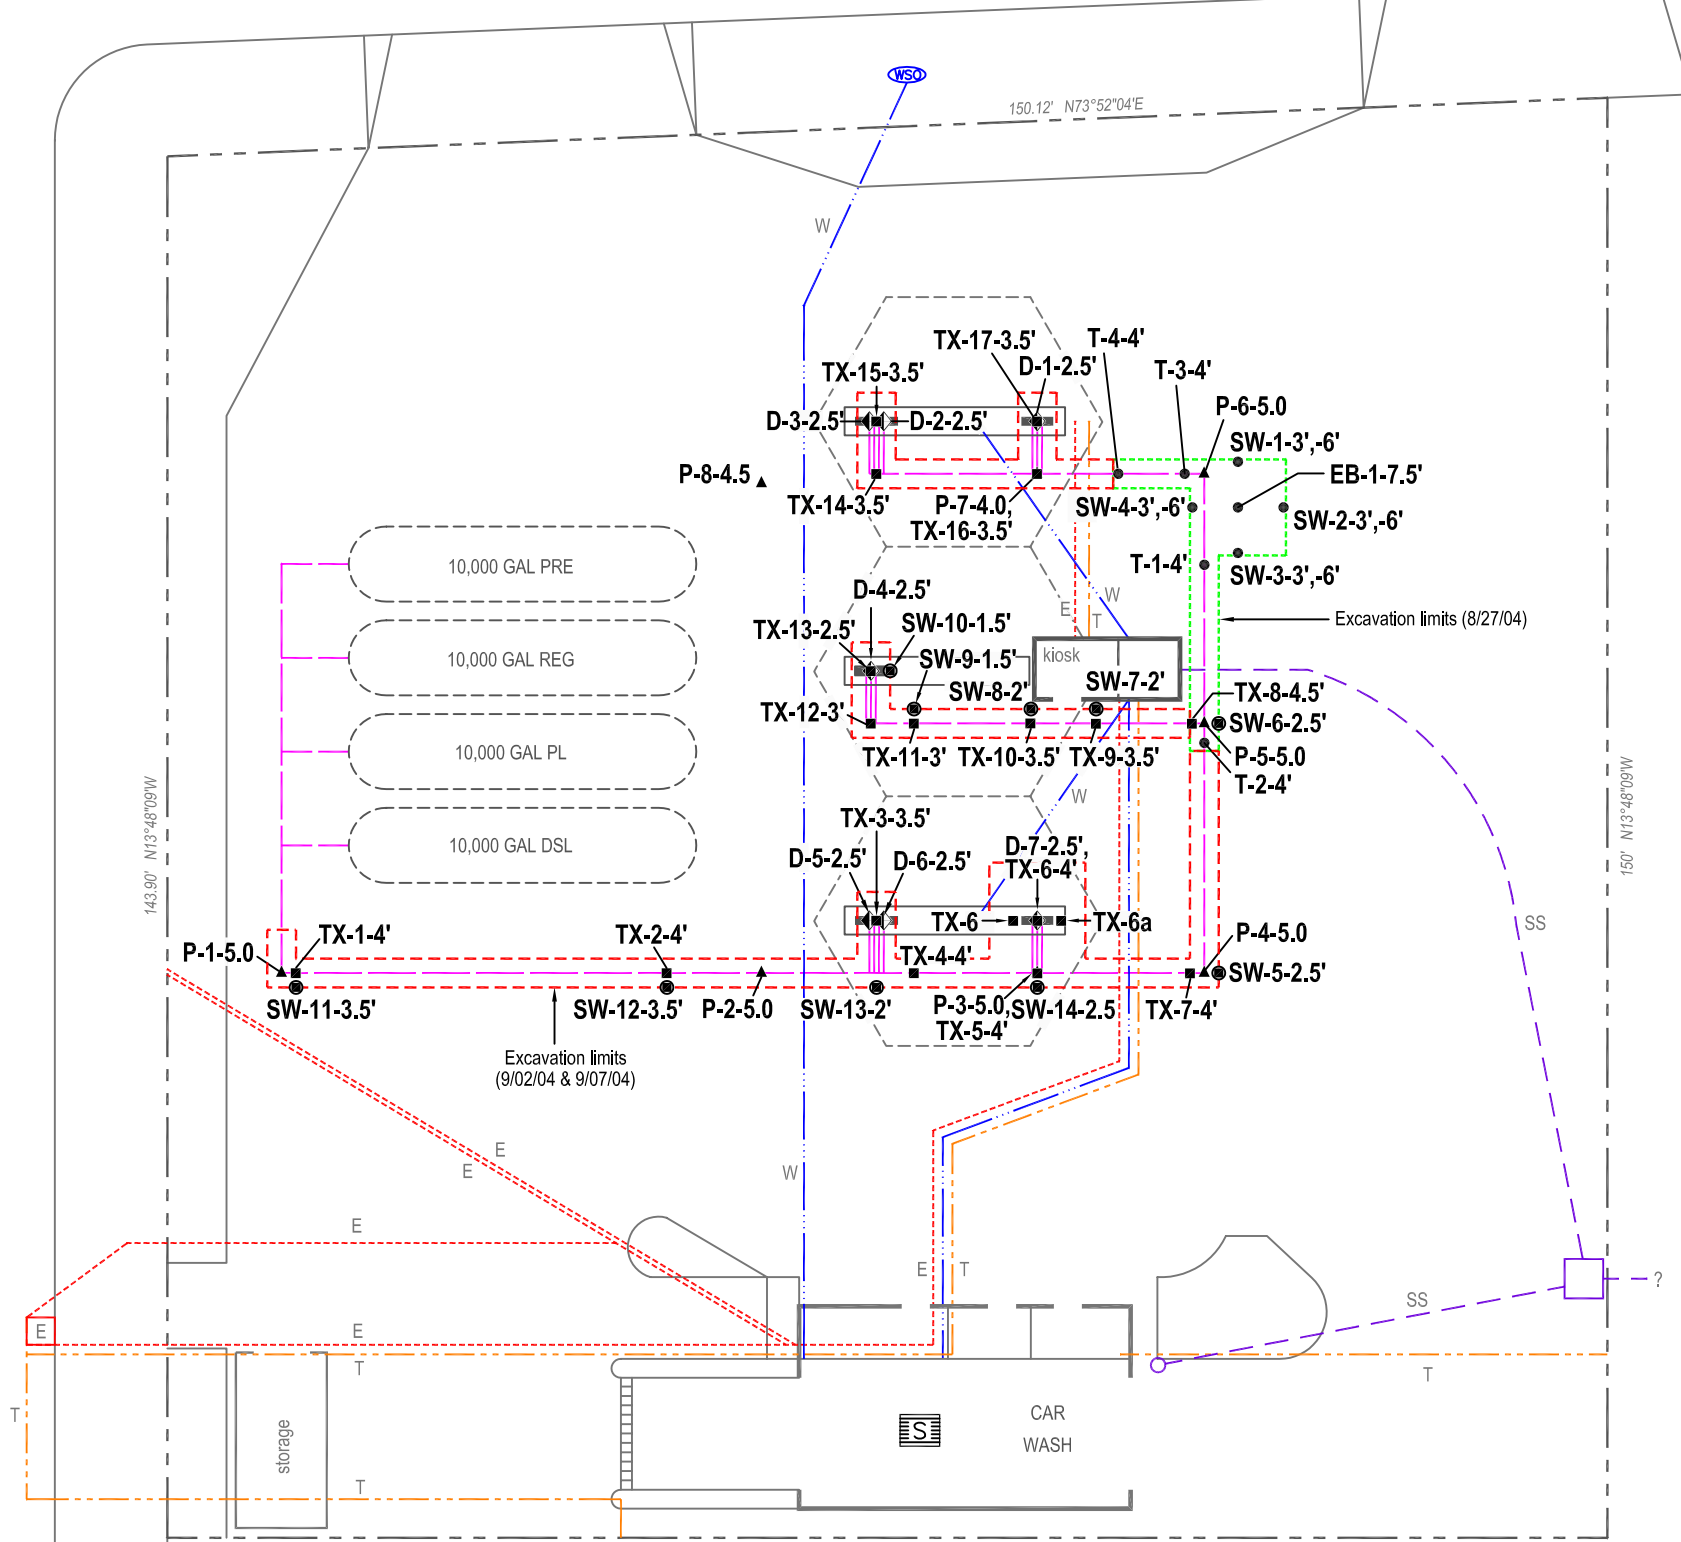 WSO
150.12' N73°52"04'E
W
TX-17-3.5'
T-4-4'
D-1-2.5'
T-3-4'
TX-15-3.5'
P-6-5.0
D-3-2.5'
D-2-2.5'
SW-1-3',-6'
P-8-4.5
EB-1-7.5'
TX-14-3.5'
P-7-4.0,
TX-16-3.5'
SW-4-3',-6'
SW-2-3',-6'
10,000 GAL PRE
T-1-4'
SW-3-3',-6'
D-4-2.5'
W
E
T
Excavation limits (8/27/04)
SW-10-1.5'
TX-13-2.5'
kiosk
10,000 GAL REG
SW-9-1.5'
SW-7-2'
SW-8-2'
TX-8-4.5'
TX-12-3'
SW-6-2.5'
10,000 GAL PL
TX-11-3'
TX-10-3.5'
TX-9-3.5'
P-5-5.0
T-2-4'
W
143.90' N13°48"09'W
150' N13°48"09'W
TX-3-3.5'
10,000 GAL DSL
D-7-2.5',
TX-6-4'
D-5-2.5'
D-6-2.5'
TX-6
TX-6a
SS
TX-1-4'
TX-2-4'
P-4-5.0
P-1-5.0
TX-4-4'
SW-5-2.5'
SW-11-3.5'
SW-12-3.5'
P-2-5.0
SW-13-2'
P-3-5.0,
TX-5-4'
SW-14-2.5
TX-7-4'
Excavation limits
(9/02/04 & 9/07/04)
E
E
W
E
E
T
?
SS
E
E
T
T
T
storage
S
CAR
WASH
T